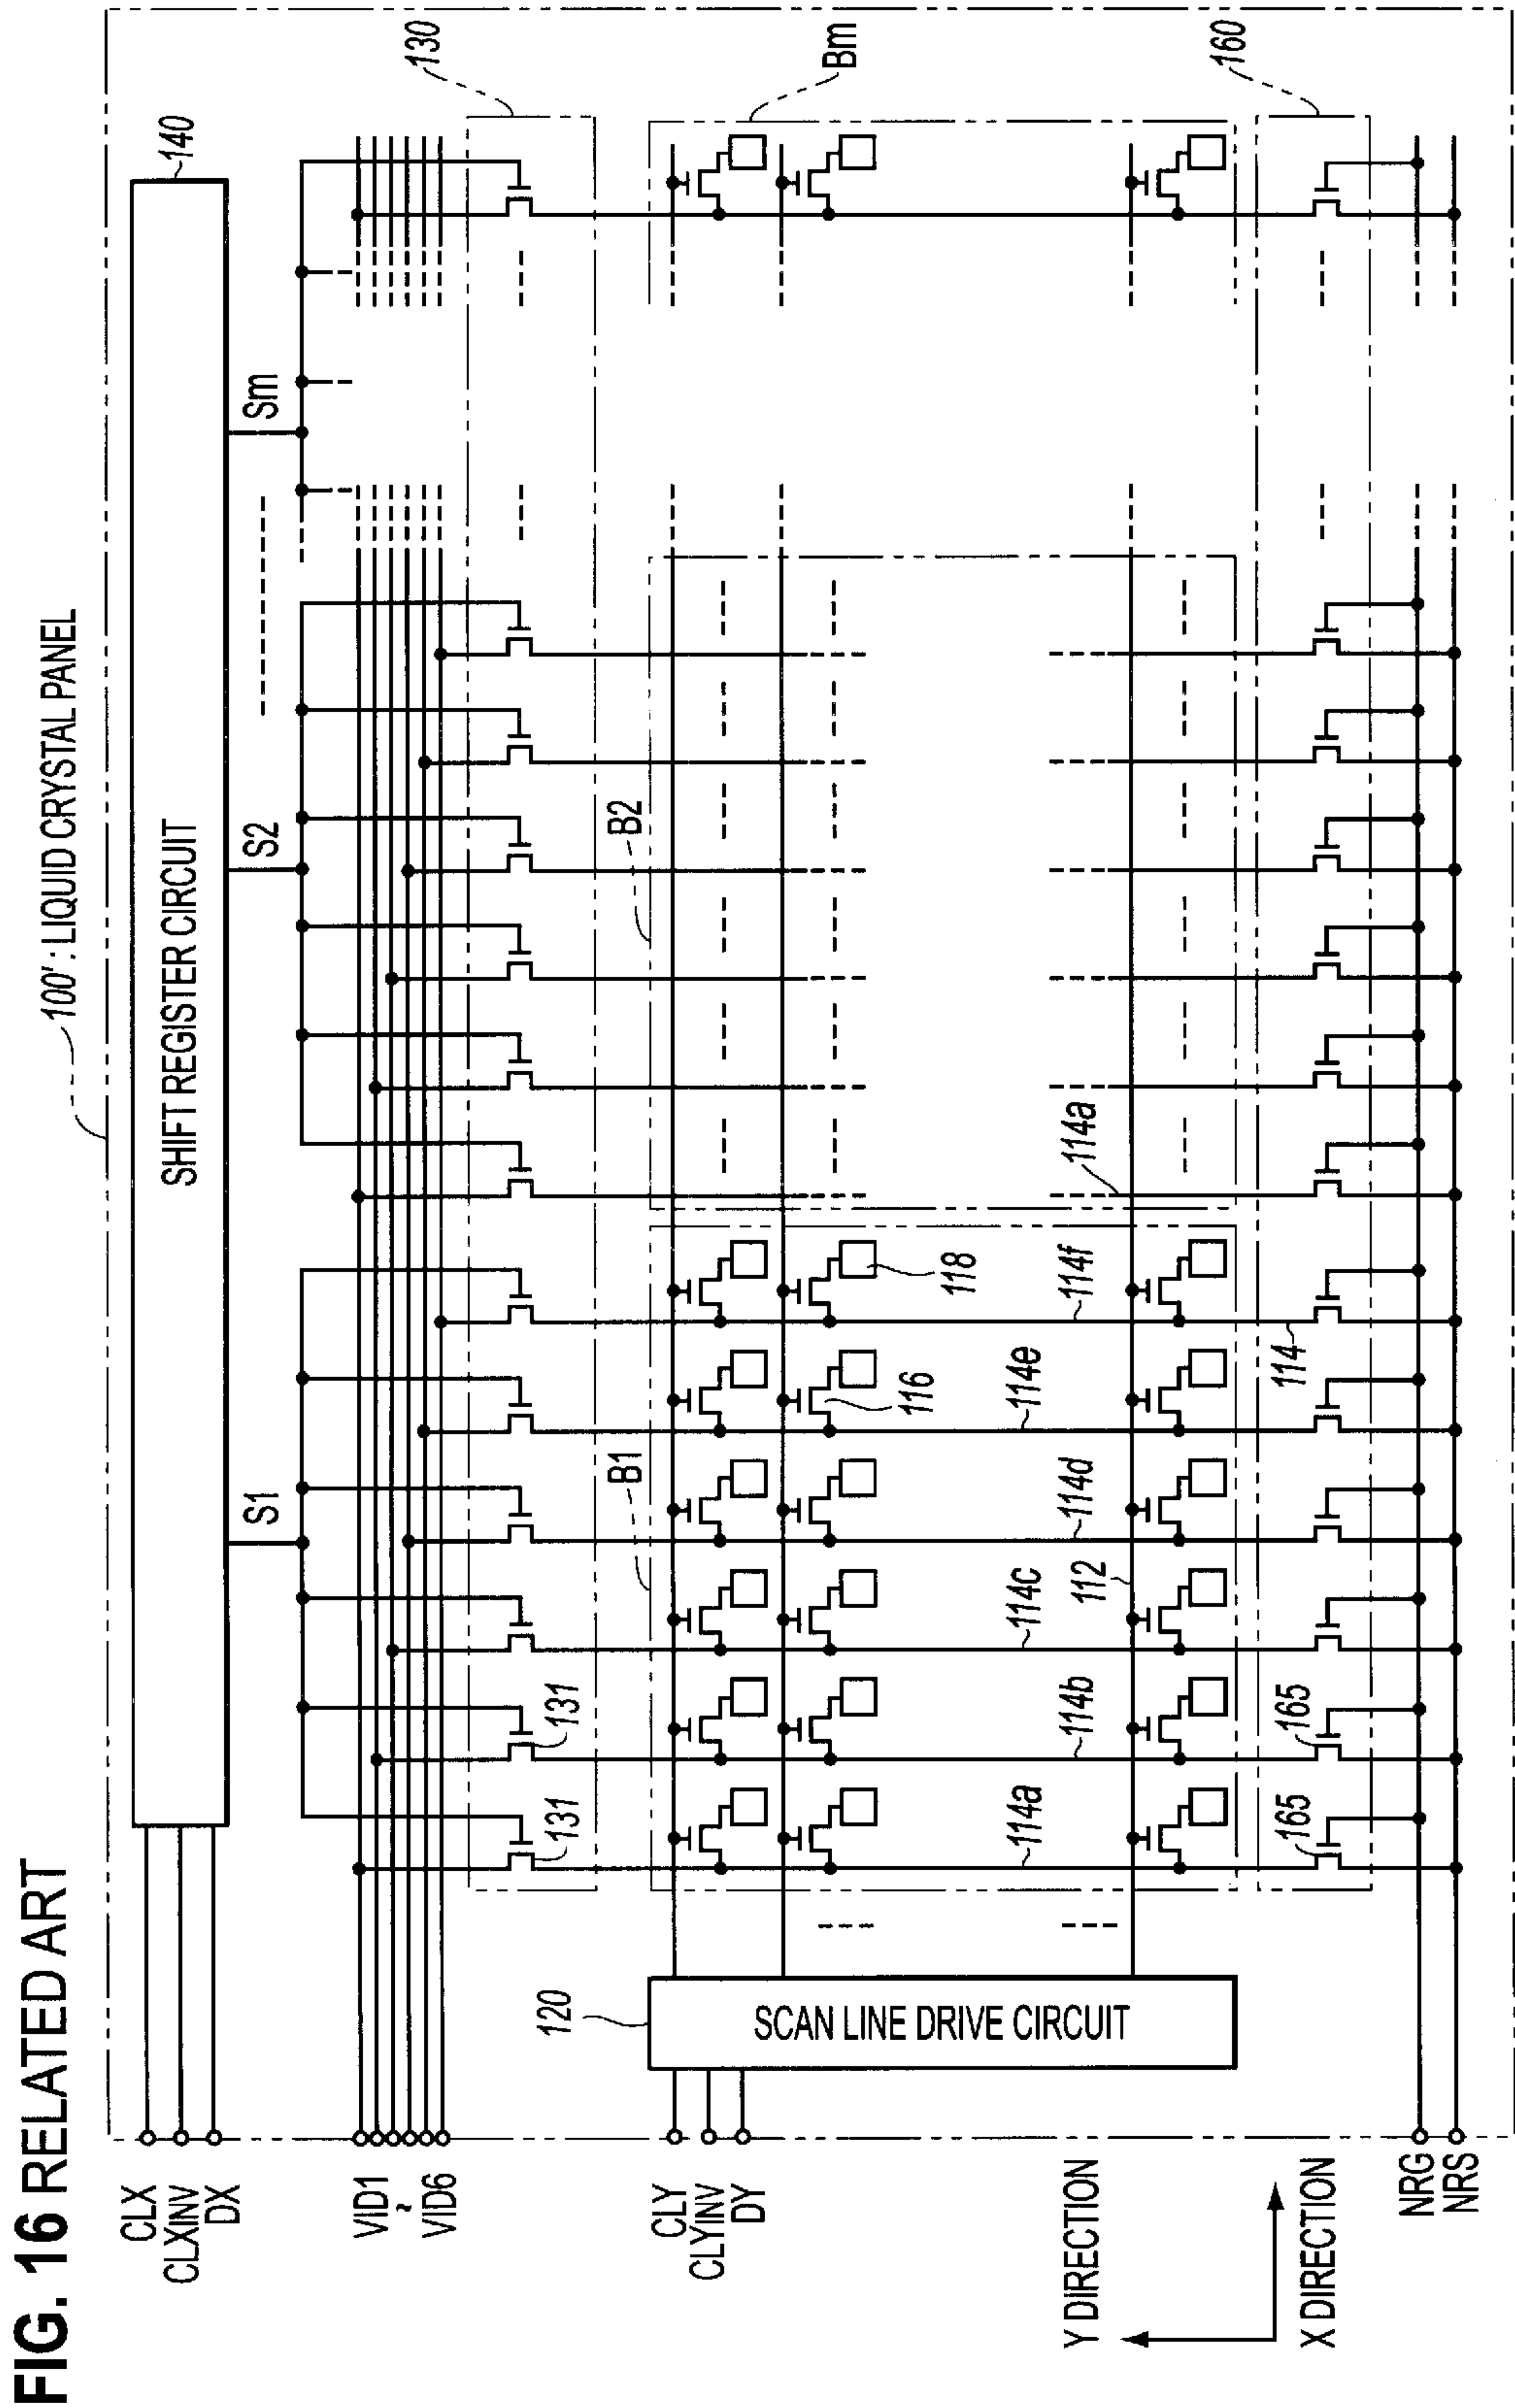 FIG. 16 RELATED ART
100': LIQUID CRYSTAL PANEL
140
SHIFT REGISTER CIRCUIT
CLX
CLXINV
DX
S1
S2
Sm
VID1
~
VID6
130
131
131
B1
B2
Bm
120
SCAN LINE DRIVE CIRCUIT
CLY
CLYINV
DY
116
118
114a
114b
114c
114d
114e
114f
114a
112
114
Y DIRECTION
X DIRECTION
160
165
165
NRG
NRS